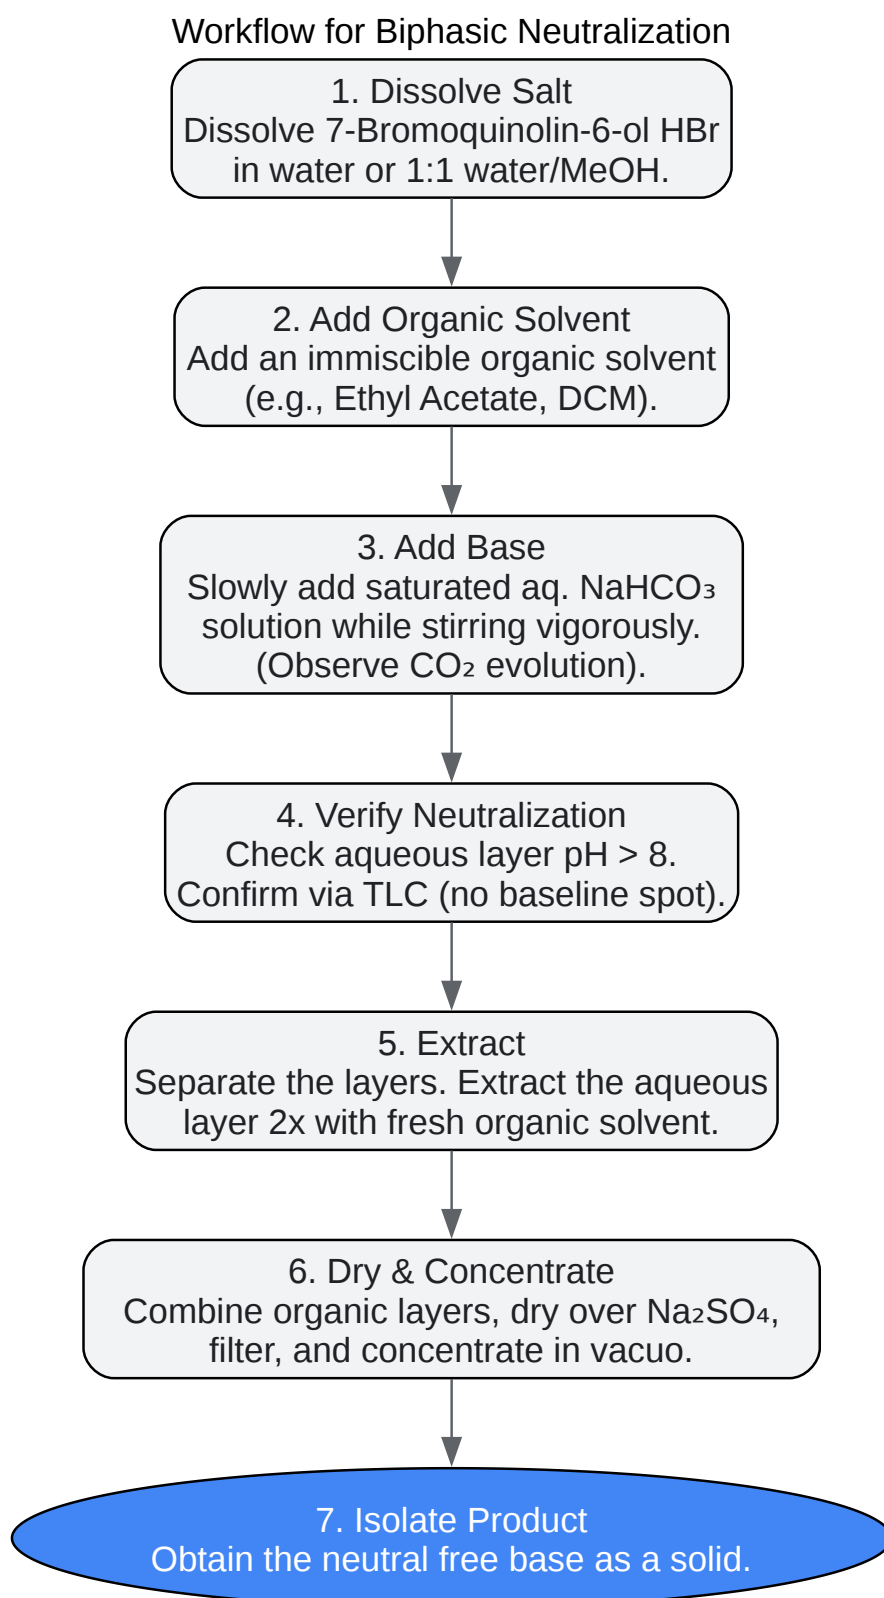 Workflow for Biphasic Neutralization
1. Dissolve Salt
Dissolve 7-Bromoquinolin-6-ol HBr
in water or 1:1 water/MeOH.
2. Add Organic Solvent
Add an immiscible organic solvent
(e.g., Ethyl Acetate, DCM).
3. Add Base
Slowly add saturated aq. NaHCO₃
solution while stirring vigorously.
(Observe CO₂ evolution).
4. Verify Neutralization
Check aqueous layer pH > 8.
Confirm via TLC (no baseline spot).
5. Extract
Separate the layers. Extract the aqueous
layer 2x with fresh organic solvent.
6. Dry & Concentrate
Combine organic layers, dry over Na₂SO₄,
filter, and concentrate in vacuo.
7. Isolate Product
Obtain the neutral free base as a solid.